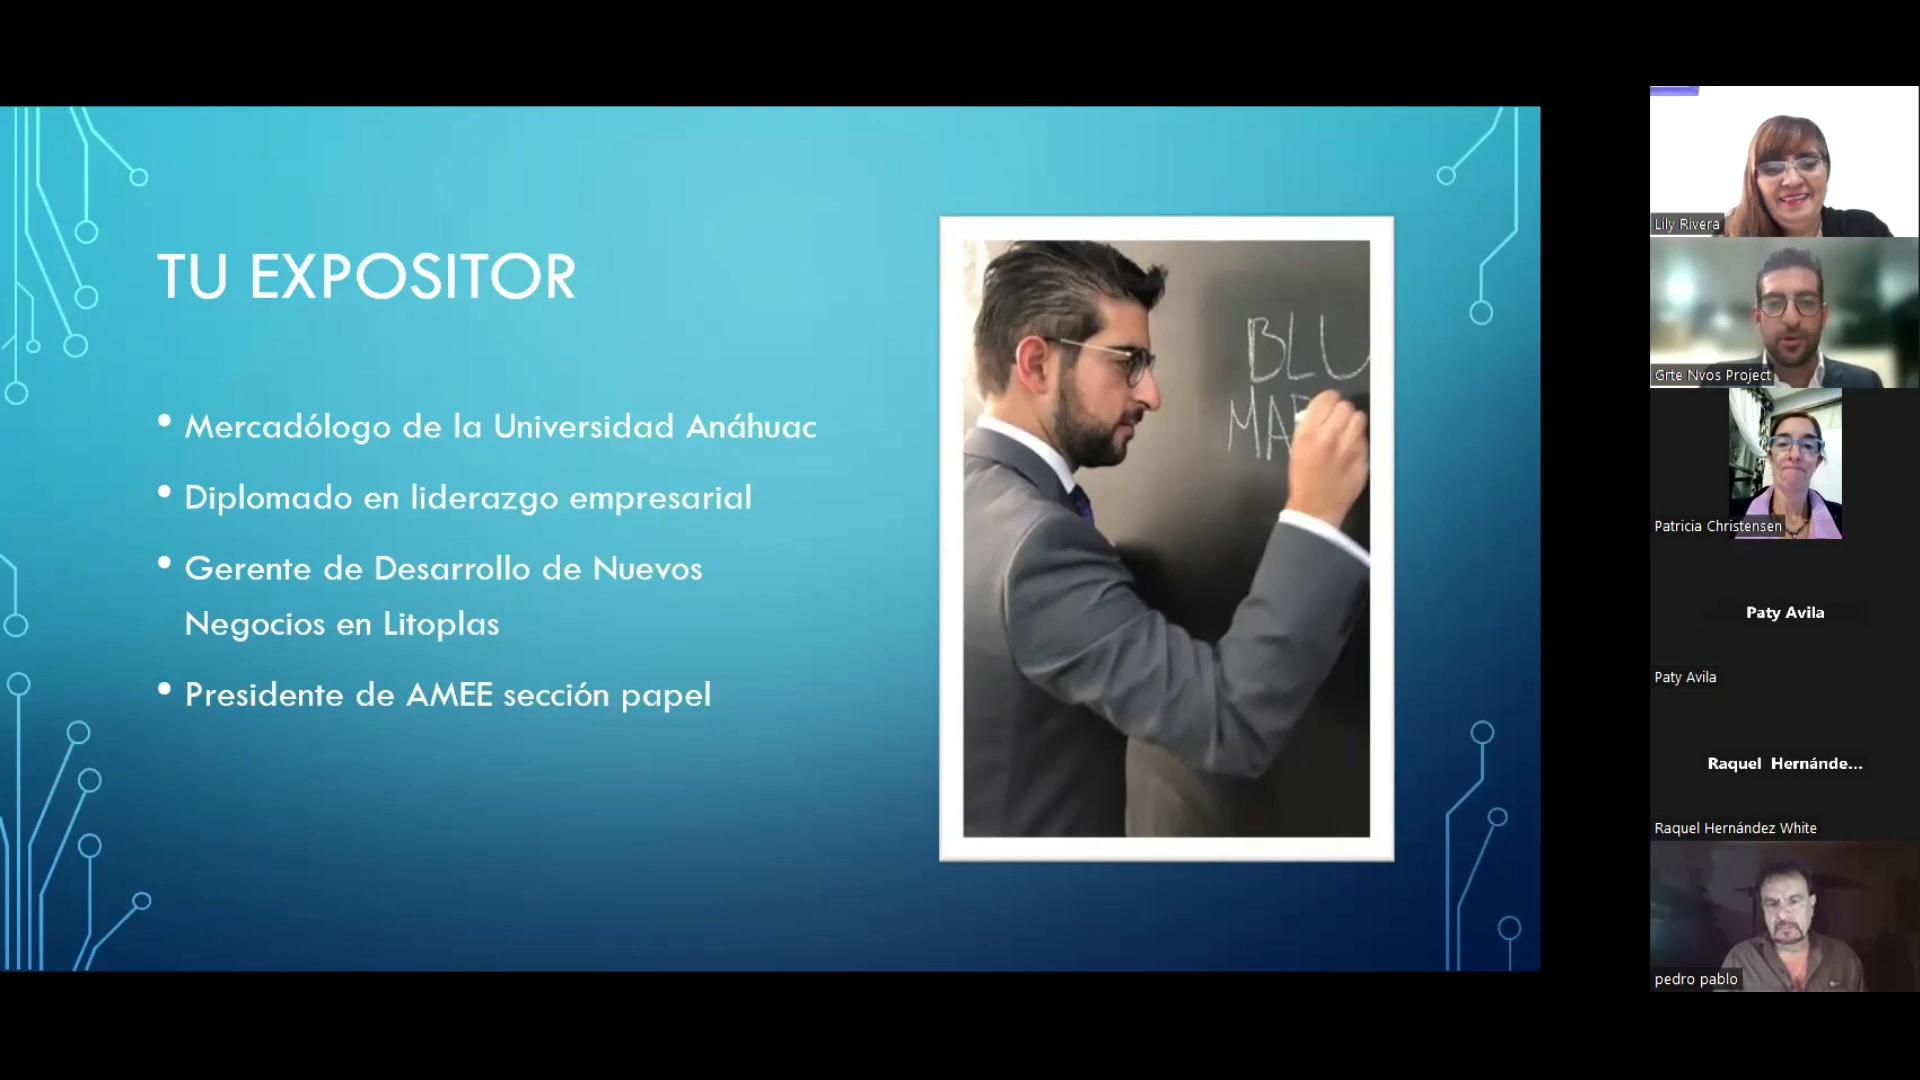 TU EXPOSITOR
• Mercadólogo de la Universidad Anáhuac
• Diplomado en liderazgo empresarial
• Gerente de Desarrollo de Nuevos
Negocios en Litoplas
• Presidente de AMEE sección papel
BLU
MA
Lily Rivera
Grte Nvos Project
Patricia Christensen
Paty Avila
Paty Avila
Raquel Hernánde...
Raquel Hernández White
pedro pablo